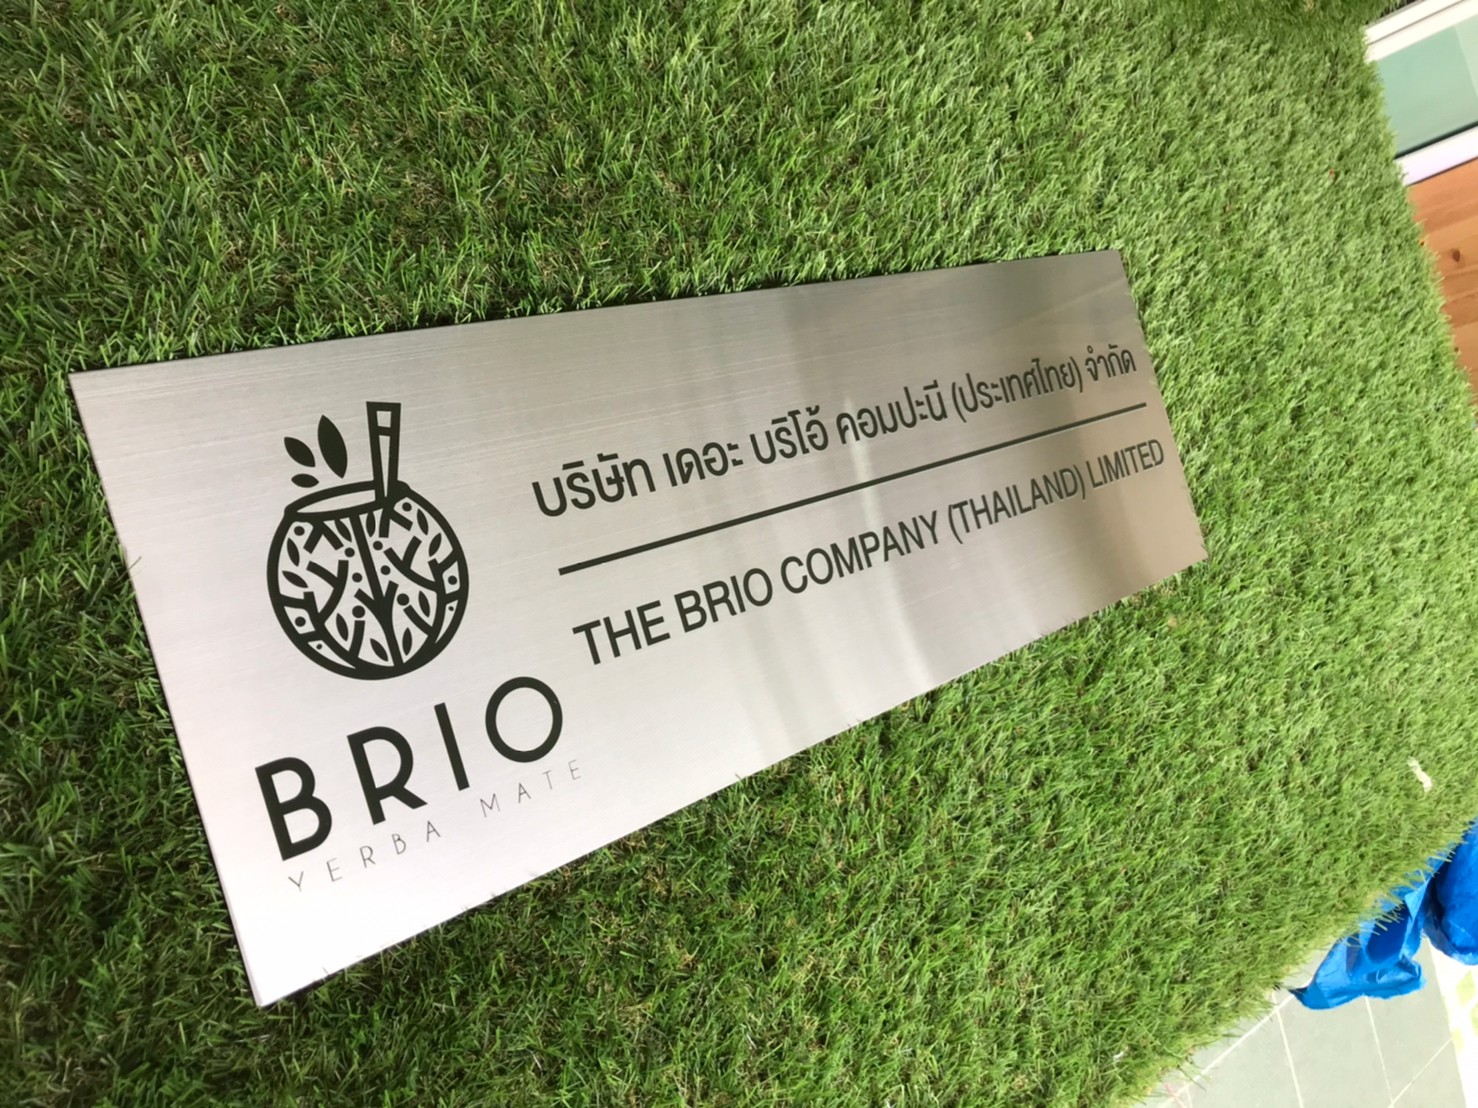 บริษัท เดอะ บริโอ้ คอมปะนี (ประเทศไทย) จำกัด
THE BRIO COMPANY (THAILAND) LIMITED
BRIO
YERBA MATE